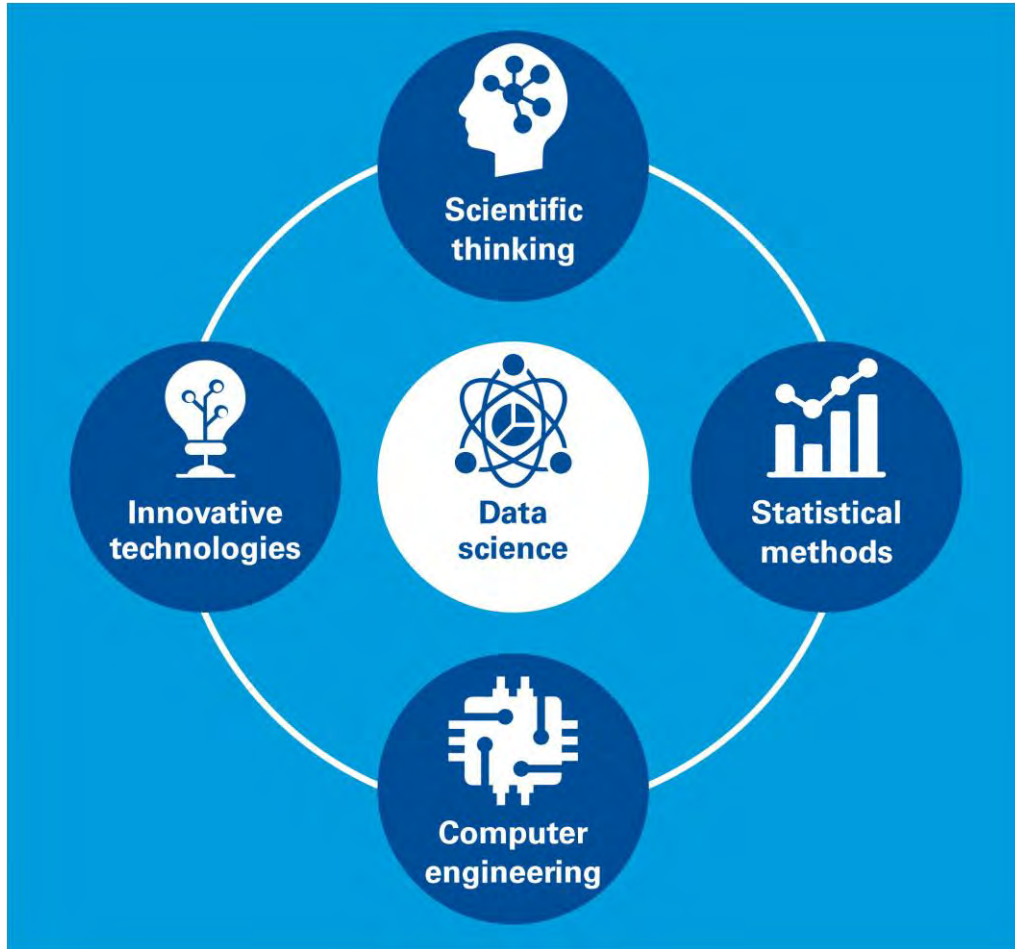 Scientific
thinking
Innovative
technologies
Data
science
Statistical
methods
Computer
engineering